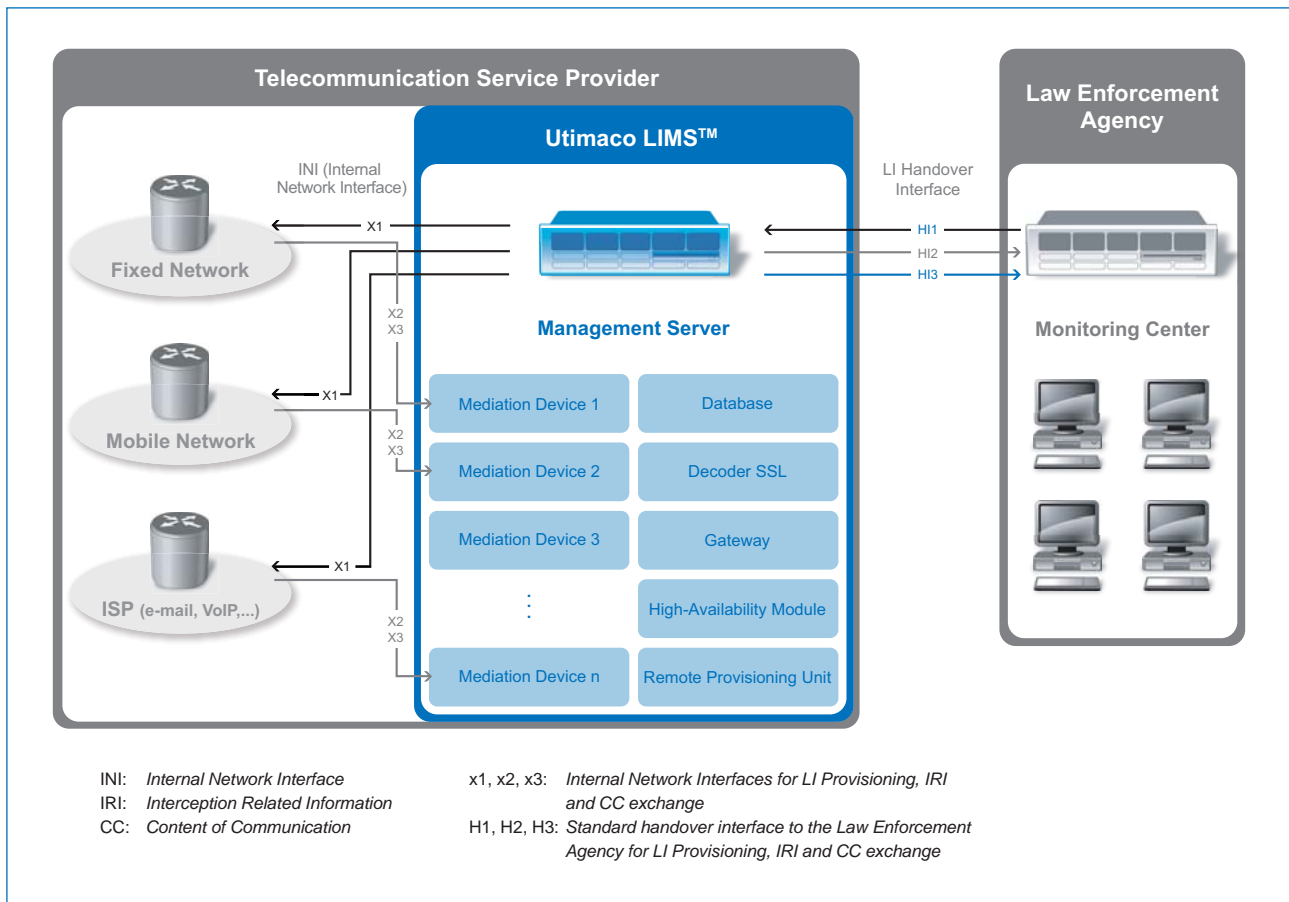 Telecommunication Service Provider
Law Enforcement
Agency
Utimaco LIMS™
INI (Internal
Network Interface)
LI Handover
Interface
X1
HI1
HI2
HI3
Fixed Network
X2
X3
Management Server
Monitoring Center
X1
Mediation Device 1
Database
Mobile Network
X2
X3
Mediation Device 2
Decoder SSL
Mediation Device 3
Gateway
X1
ISP (e-mail, VoIP,...)
X2
X3
High-Availability Module
Mediation Device n
Remote Provisioning Unit
INI: Internal Network Interface
IRI: Interception Related Information
CC: Content of Communication
x1, x2, x3: Internal Network Interfaces for LI Provisioning, IRI
and CC exchange
H1, H2, H3: Standard handover interface to the Law Enforcement
Agency for LI Provisioning, IRI and CC exchange